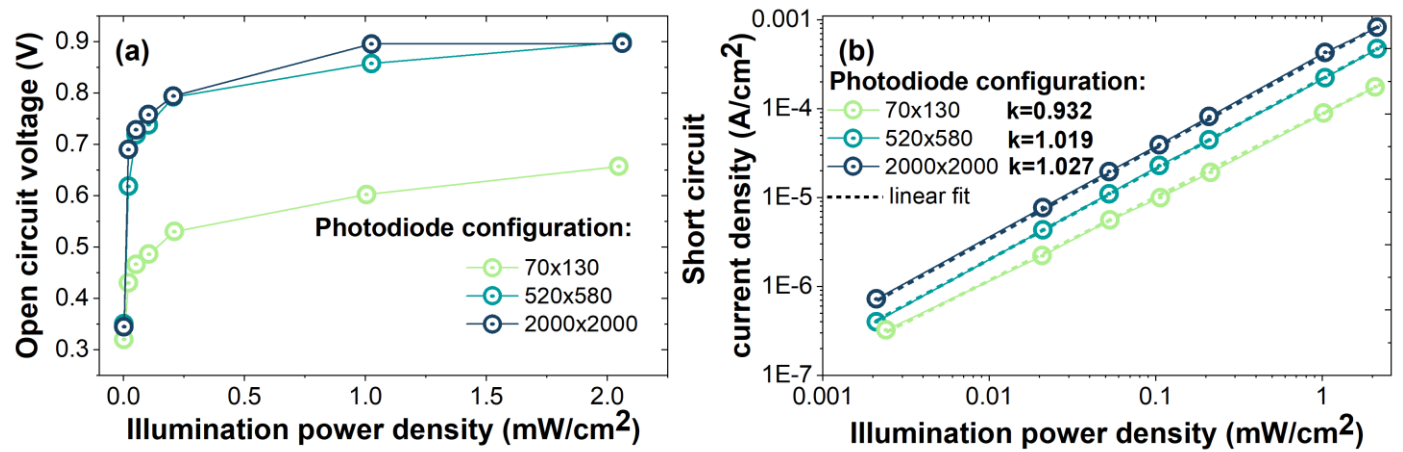 (a)
Open circuit voltage (V)
0.9
0.8
0.7
0.6
0.5
0.4
0.3
Photodiode configuration:
70x130
520x580
2000x2000
0.0 0.5 1.0 1.5 2.0
Illumination power density (mW/cm2)
(b)
Short circuit
current density (A/cm2)
0.001
1E-4
1E-5
1E-6
1E-7
Photodiode configuration:
70x130 k=0.932
520x580 k=1.019
2000x2000 k=1.027
linear fit
0.001 0.01 0.1 1
Illumination power density (mW/cm2)